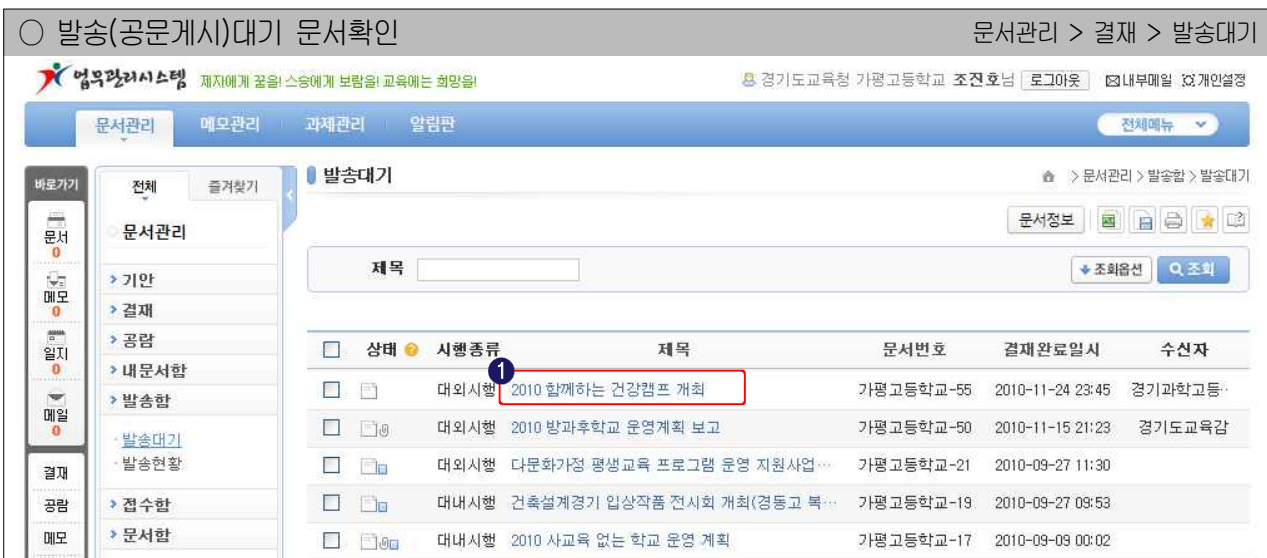 ○ 발송(공문게시)대기 문서확인 문서관리 > 결재 > 발송대기
업무관리시스템 제자에게 꿈을! 스승에게 보람을! 교육에는 희망을! 경기도교육청 가평고등학교 조진호님 로그아웃 내부메일 개인설정
문서관리 메모관리 과제관리 알림판 전체메뉴
바로가기 전체 즐겨찾기 발송대기 > 문서관리 > 발송함 > 발송대기
문서 0 문서관리 문서정보
메모 0 > 기안 제목 조회옵션 조회
> 결재
일지 0 > 공람 상태 시행종류 제목 문서번호 결재완료일시 수신자
> 내문서함 1
메일 0 > 발송함 대외시행 2010 함께하는 건강캠프 개최 가평고등학교-55 2010-11-24 23:45 경기과학고등··
· 발송대기 대외시행 2010 방과후학교 운영계획 보고 가평고등학교-50 2010-11-15 21:23 경기도교육감
결재 · 발송현황 대외시행 다문화가정 평생교육 프로그램 운영 지원사업… 가평고등학교-21 2010-09-27 11:30
공람 > 접수함 대내시행 건축설계경기 입상작품 전시회 개최(경동고 복… 가평고등학교-19 2010-09-27 09:53
메모 > 문서함 대내시행 2010 사교육 없는 학교 운영 계획 가평고등학교-17 2010-09-09 00:02